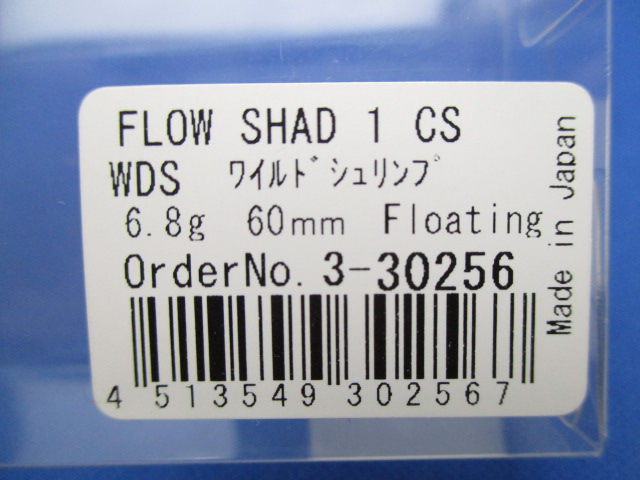 FLOW SHAD 1 CS
WDS ワイルドシュリンプ
6.8g 60mm Floating
OrderNo. 3-30256
4 513549 302567
Made in Japan